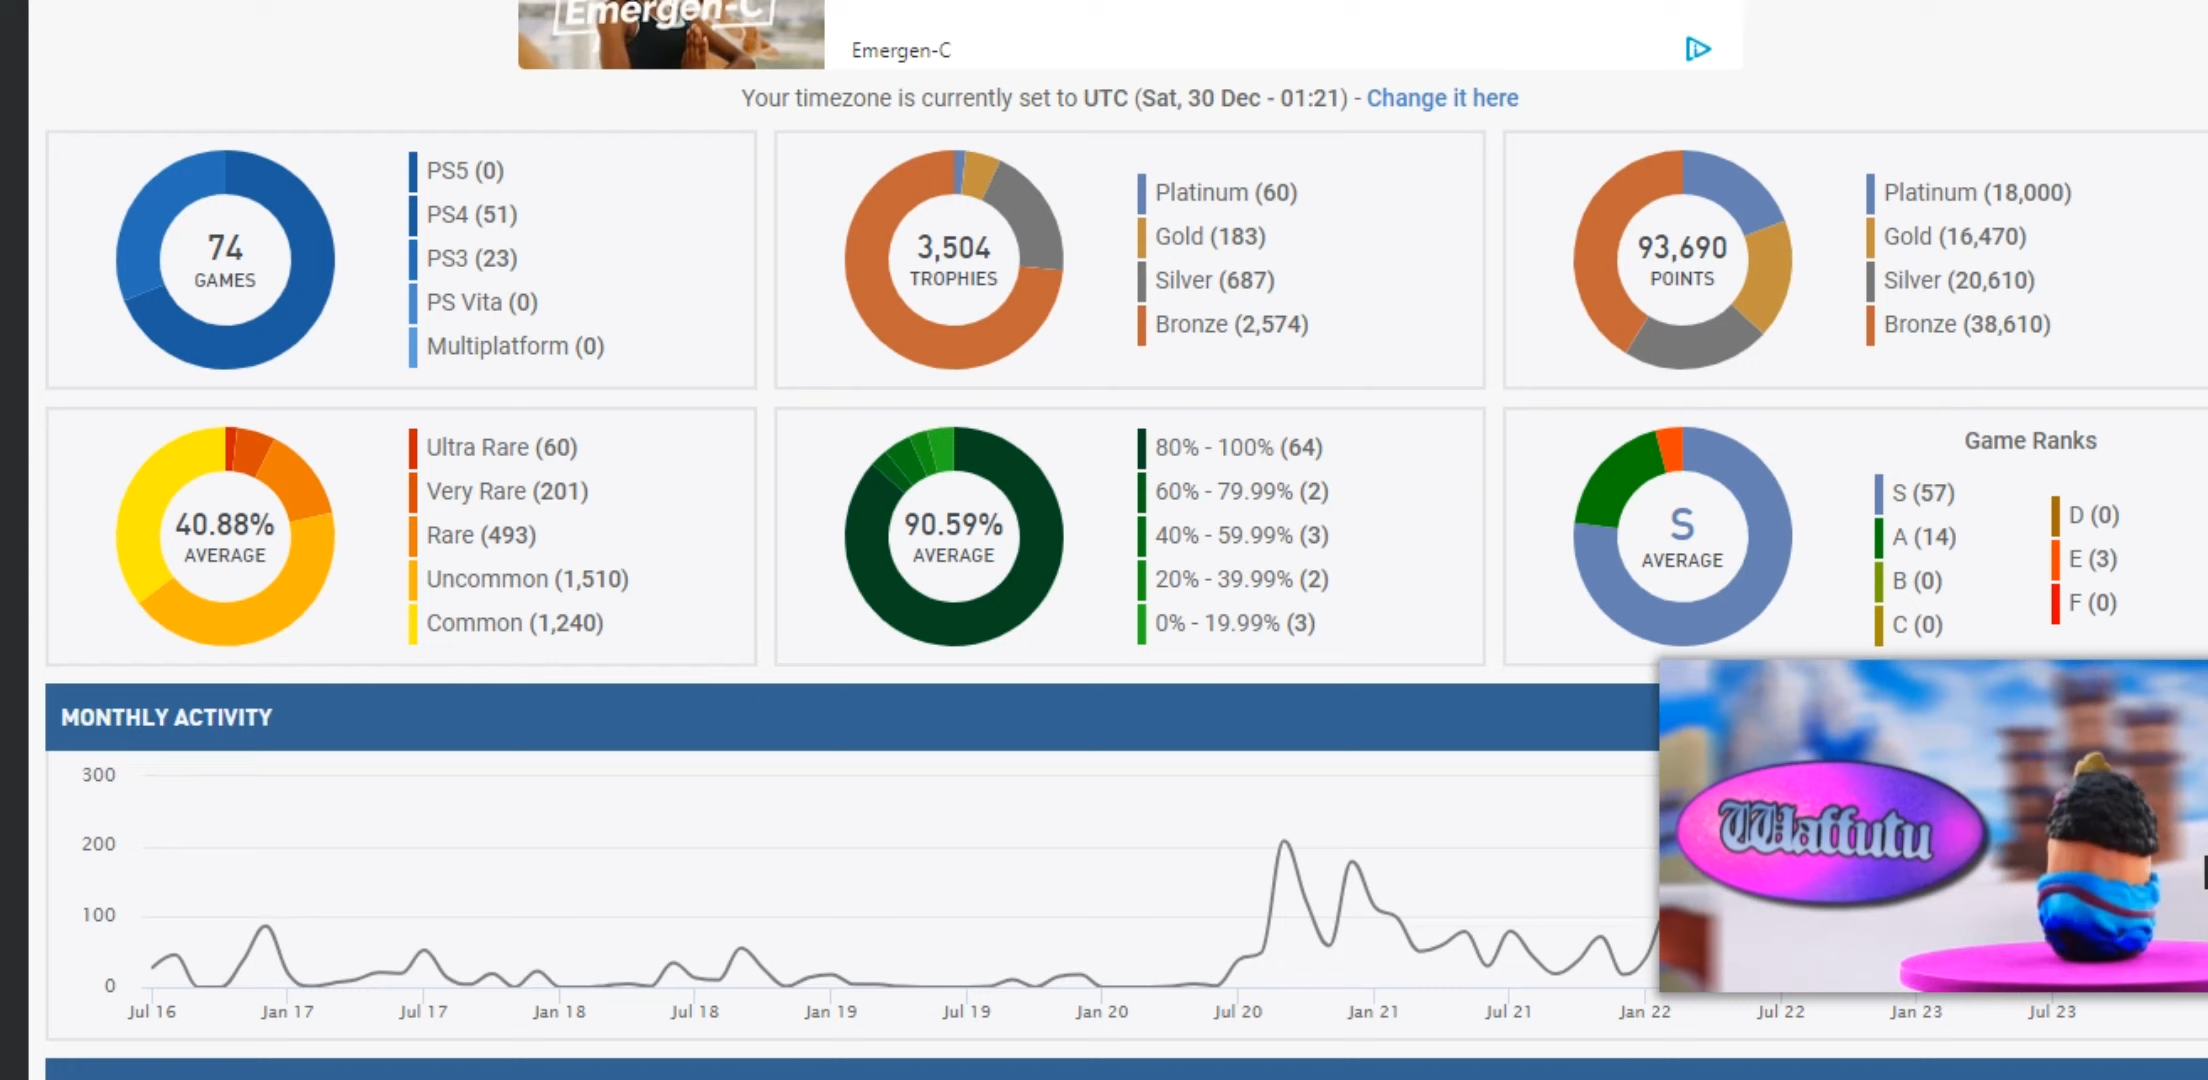 Emergen-C
Emergen-C
Your timezone is currently set to UTC (Sat, 30 Dec - 01:21) - Change it here
74
GAMES
PS5 (0)
PS4 (51)
PS3 (23)
PS Vita (0)
Multiplatform (0)
3,504
TROPHIES
Platinum (60)
Gold (183)
Silver (687)
Bronze (2,574)
93,690
POINTS
Platinum (18,000)
Gold (16,470)
Silver (20,610)
Bronze (38,610)
40.88%
AVERAGE
Ultra Rare (60)
Very Rare (201)
Rare (493)
Uncommon (1,510)
Common (1,240)
90.59%
AVERAGE
80% - 100% (64)
60% - 79.99% (2)
40% - 59.99% (3)
20% - 39.99% (2)
0% - 19.99% (3)
S
AVERAGE
Game Ranks
S (57)
A (14)
B (0)
C (0)
D (0)
E (3)
F (0)
MONTHLY ACTIVITY
300
200
100
0
Jul 16 Jan 17 Jul 17 Jan 18 Jul 18 Jan 19 Jul 19 Jan 20 Jul 20 Jan 21 Jul 21 Jan 22 Jul 22 Jan 23 Jul 23
Waffutu